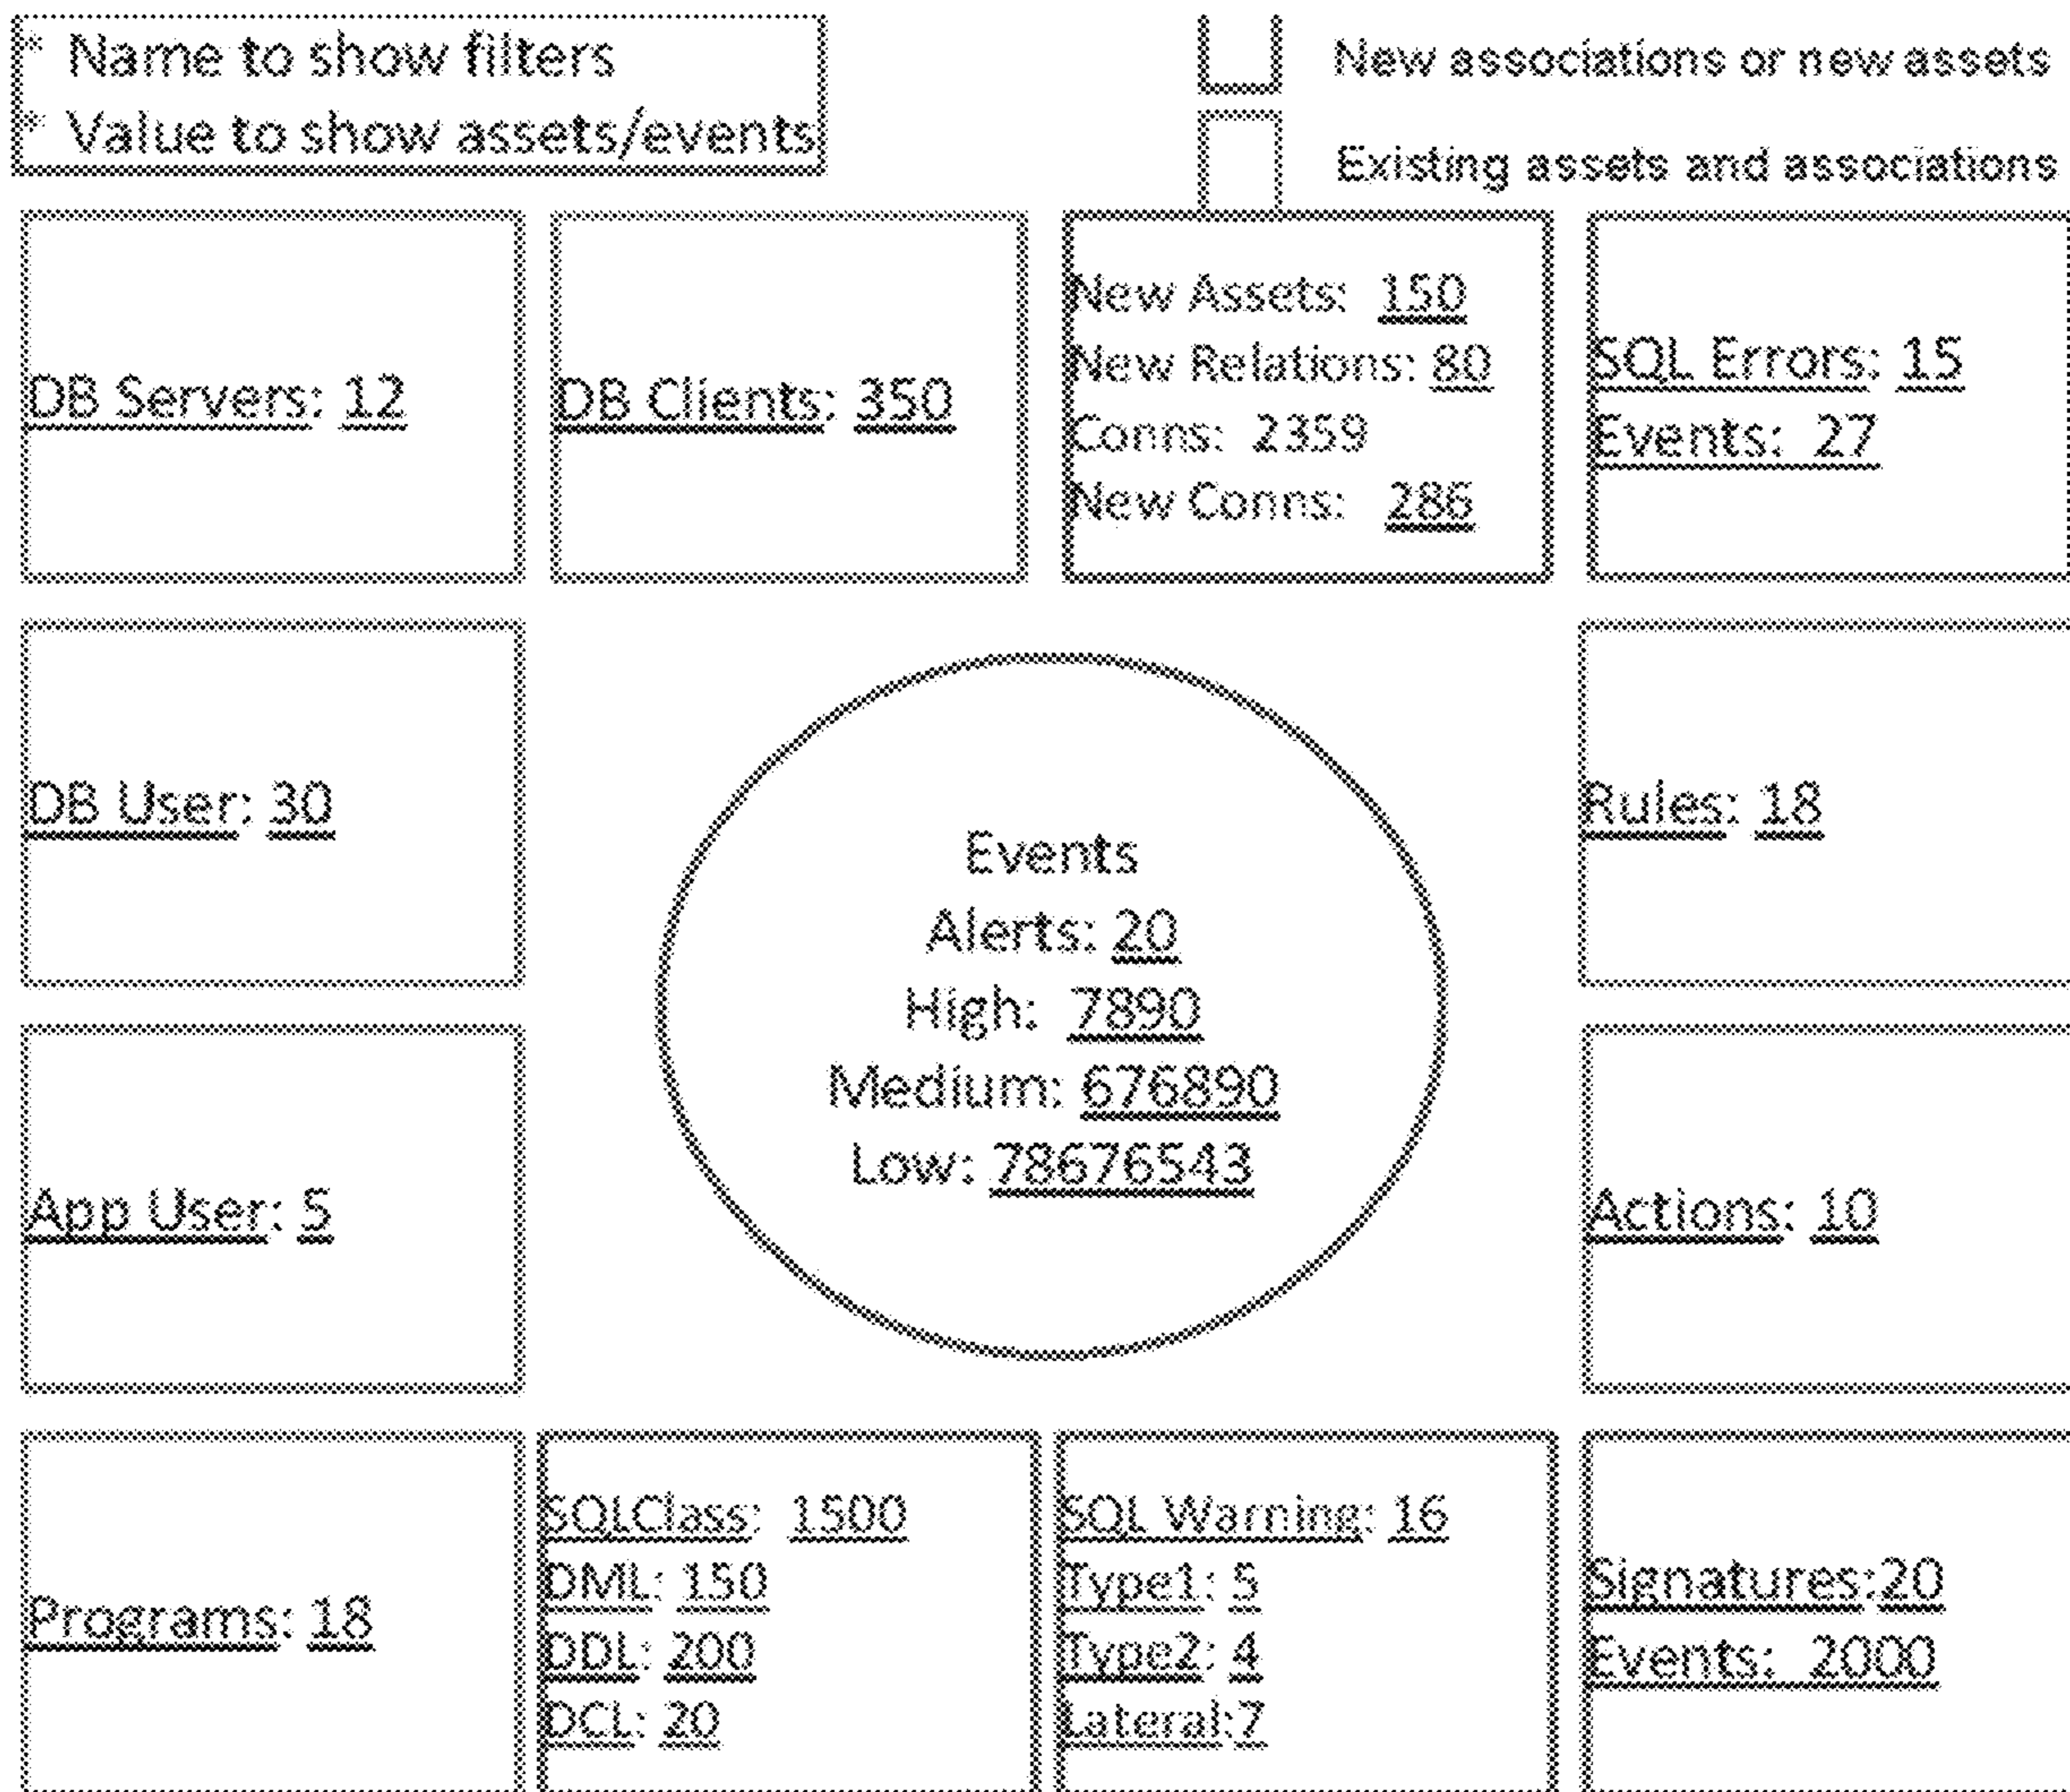 * Name to show filters
* Value to show assets/events
New associations or new assets
Existing assets and associations
DB Servers: 12
DB Clients: 350
New Assets: 150
New Relations: 80
Conns: 2359
New Conns: 286
SQL Errors: 15
Events: 27
DB User: 30
Events
Alerts: 20
High: 7890
Medium: 676890
Low: 78676543
Rules: 18
App User: 5
Actions: 10
Programs: 18
SQLClass: 1500
DML: 150
DDL: 200
DCL: 20
SQL Warning: 16
Type1: 5
Type2: 4
Lateral:7
Signatures:20
Events: 2000